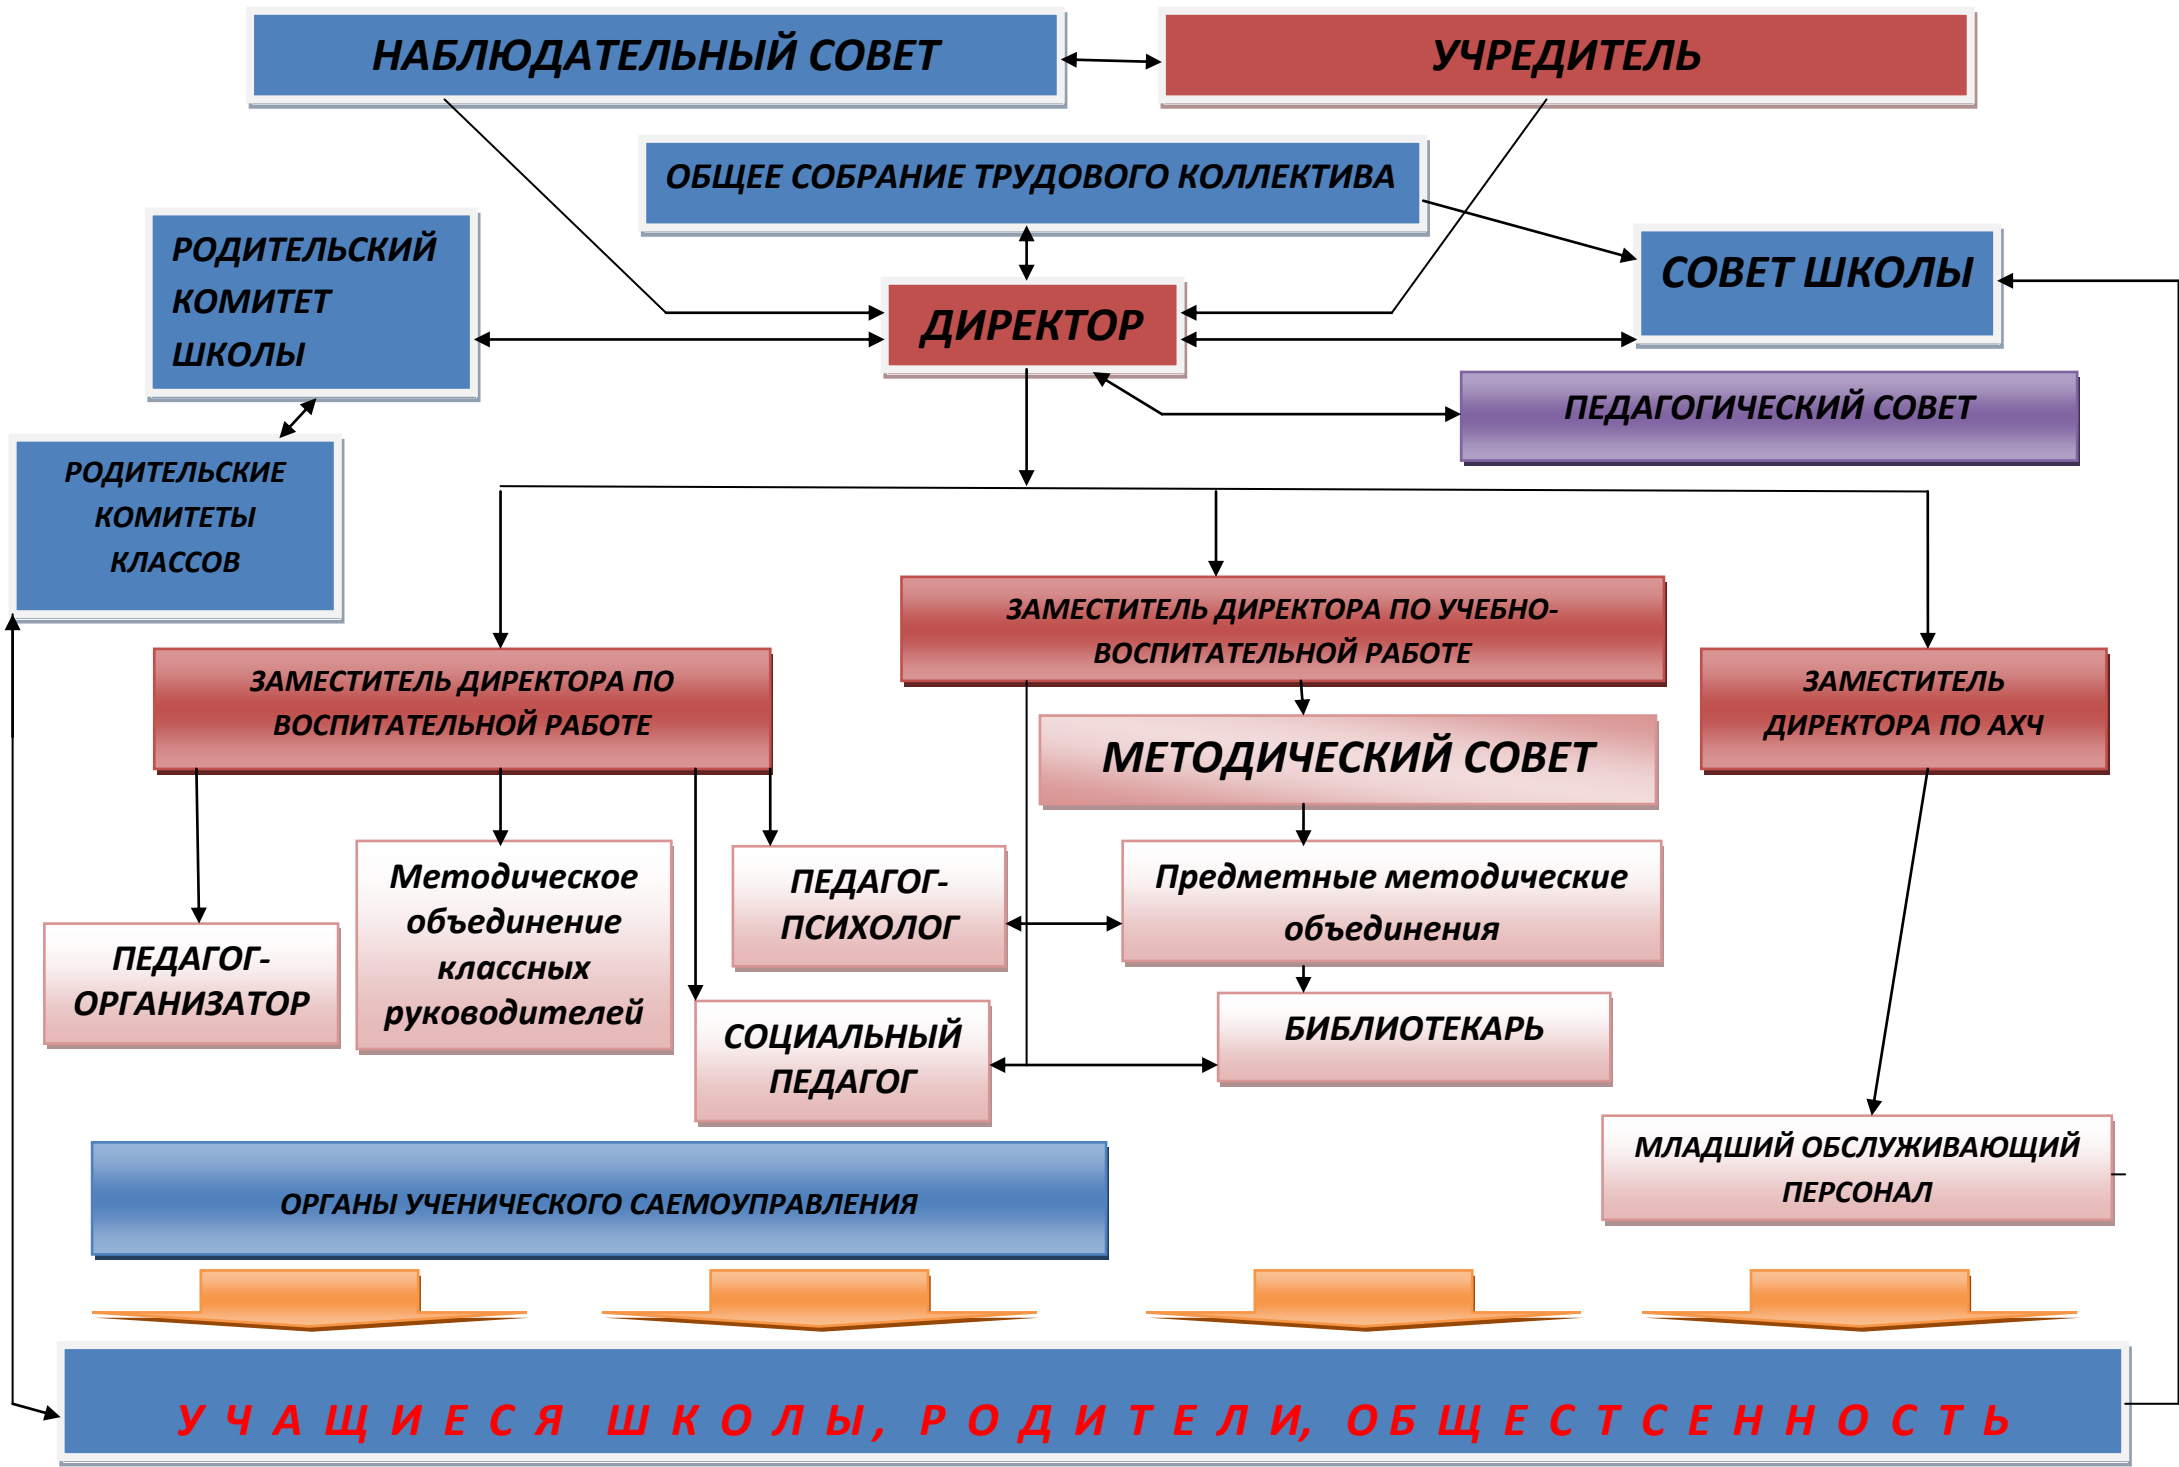 НАБЛЮДАТЕЛЬНЫЙ СОВЕТ
УЧРЕДИТЕЛЬ
ОБЩЕЕ СОБРАНИЕ ТРУДОВОГО КОЛЛЕКТИВА
РОДИТЕЛЬСКИЙ
КОМИТЕТ
ШКОЛЫ
СОВЕТ ШКОЛЫ
ДИРЕКТОР
ПЕДАГОГИЧЕСКИЙ СОВЕТ
РОДИТЕЛЬСКИЕ
КОМИТЕТЫ
КЛАССОВ
ЗАМЕСТИТЕЛЬ ДИРЕКТОРА ПО УЧЕБНО-
ВОСПИТАТЕЛЬНОЙ РАБОТЕ
ЗАМЕСТИТЕЛЬ ДИРЕКТОРА ПО
ВОСПИТАТЕЛЬНОЙ РАБОТЕ
ЗАМЕСТИТЕЛЬ
ДИРЕКТОРА ПО АХЧ
МЕТОДИЧЕСКИЙ СОВЕТ
Методическое
объединение
классных
руководителей
ПЕДАГОГ-
ПСИХОЛОГ
Предметные методические
объединения
ПЕДАГОГ-
ОРГАНИЗАТОР
СОЦИАЛЬНЫЙ
ПЕДАГОГ
БИБЛИОТЕКАРЬ
МЛАДШИЙ ОБСЛУЖИВАЮЩИЙ
ПЕРСОНАЛ
ОРГАНЫ УЧЕНИЧЕСКОГО САЕМОУПРАВЛЕНИЯ
У Ч А Щ И Е С Я Ш К О Л Ы, Р О Д И Т Е Л И, О Б Щ Е С Т С Е Н Н О С Т Ь